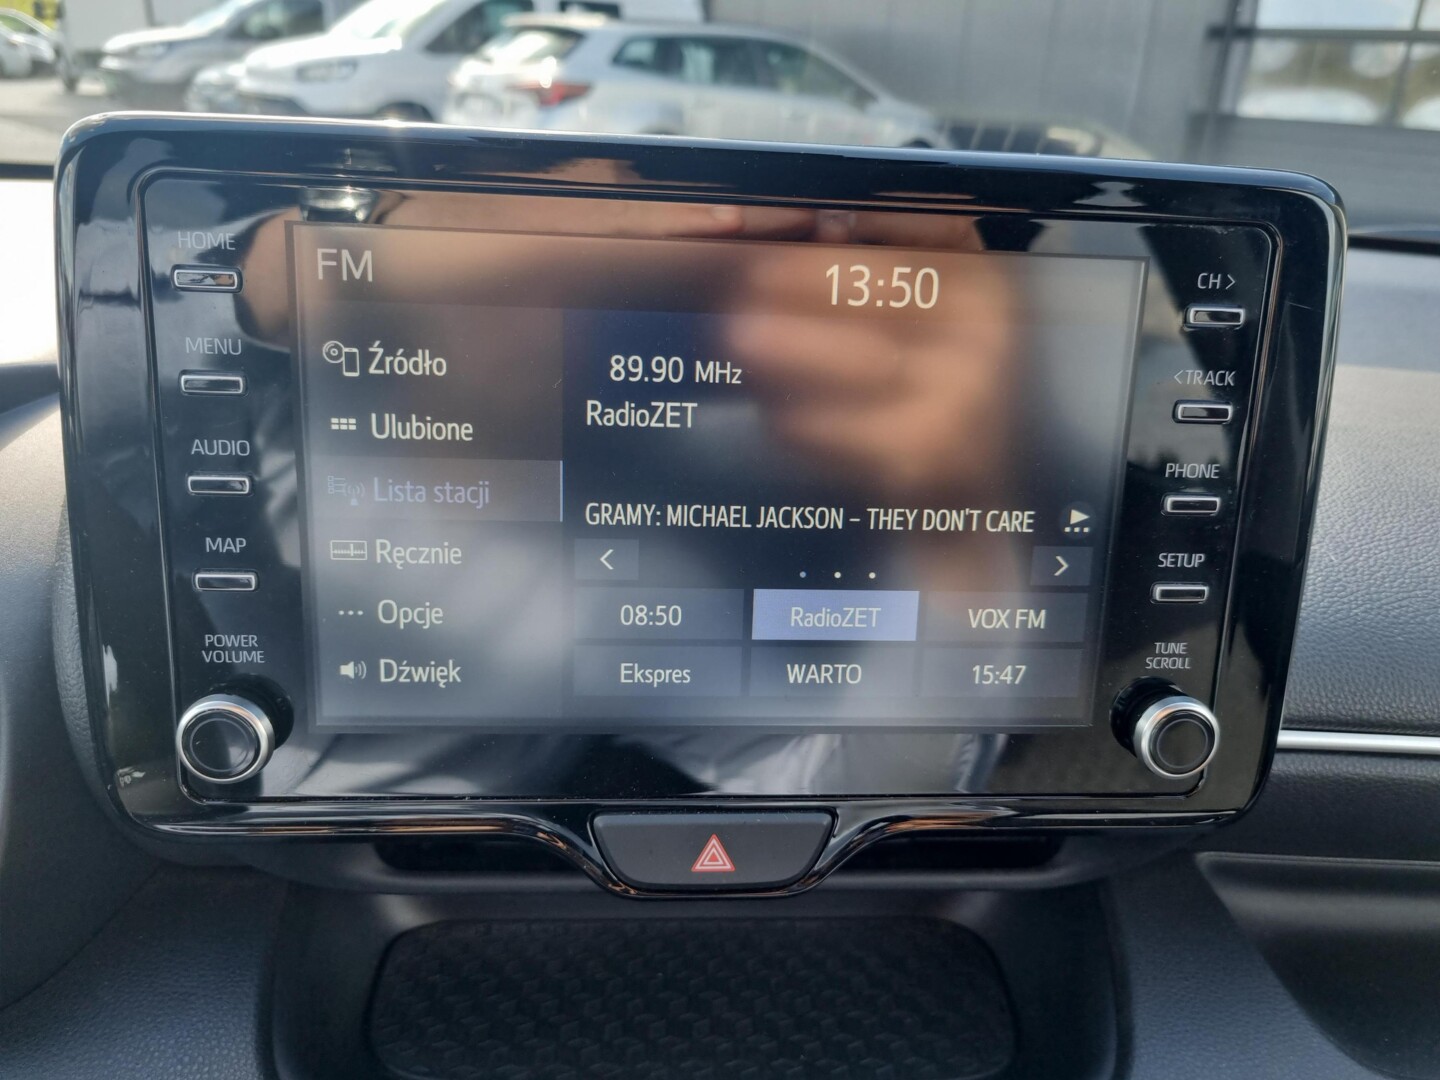 HOME
MENU
AUDIO
MAP
POWER
VOLUME
FM
13:50
Źródło
Ulubione
Lista stacji
Ręcznie
Opcje
Dźwięk
89.90 MHz
RadioZET
GRAMY: MICHAEL JACKSON – THEY DON'T CARE
08:50
RadioZET
VOX FM
Ekspres
WARTO
15:47
CH>
<TRACK
PHONE
SETUP
TUNE
SCROLL